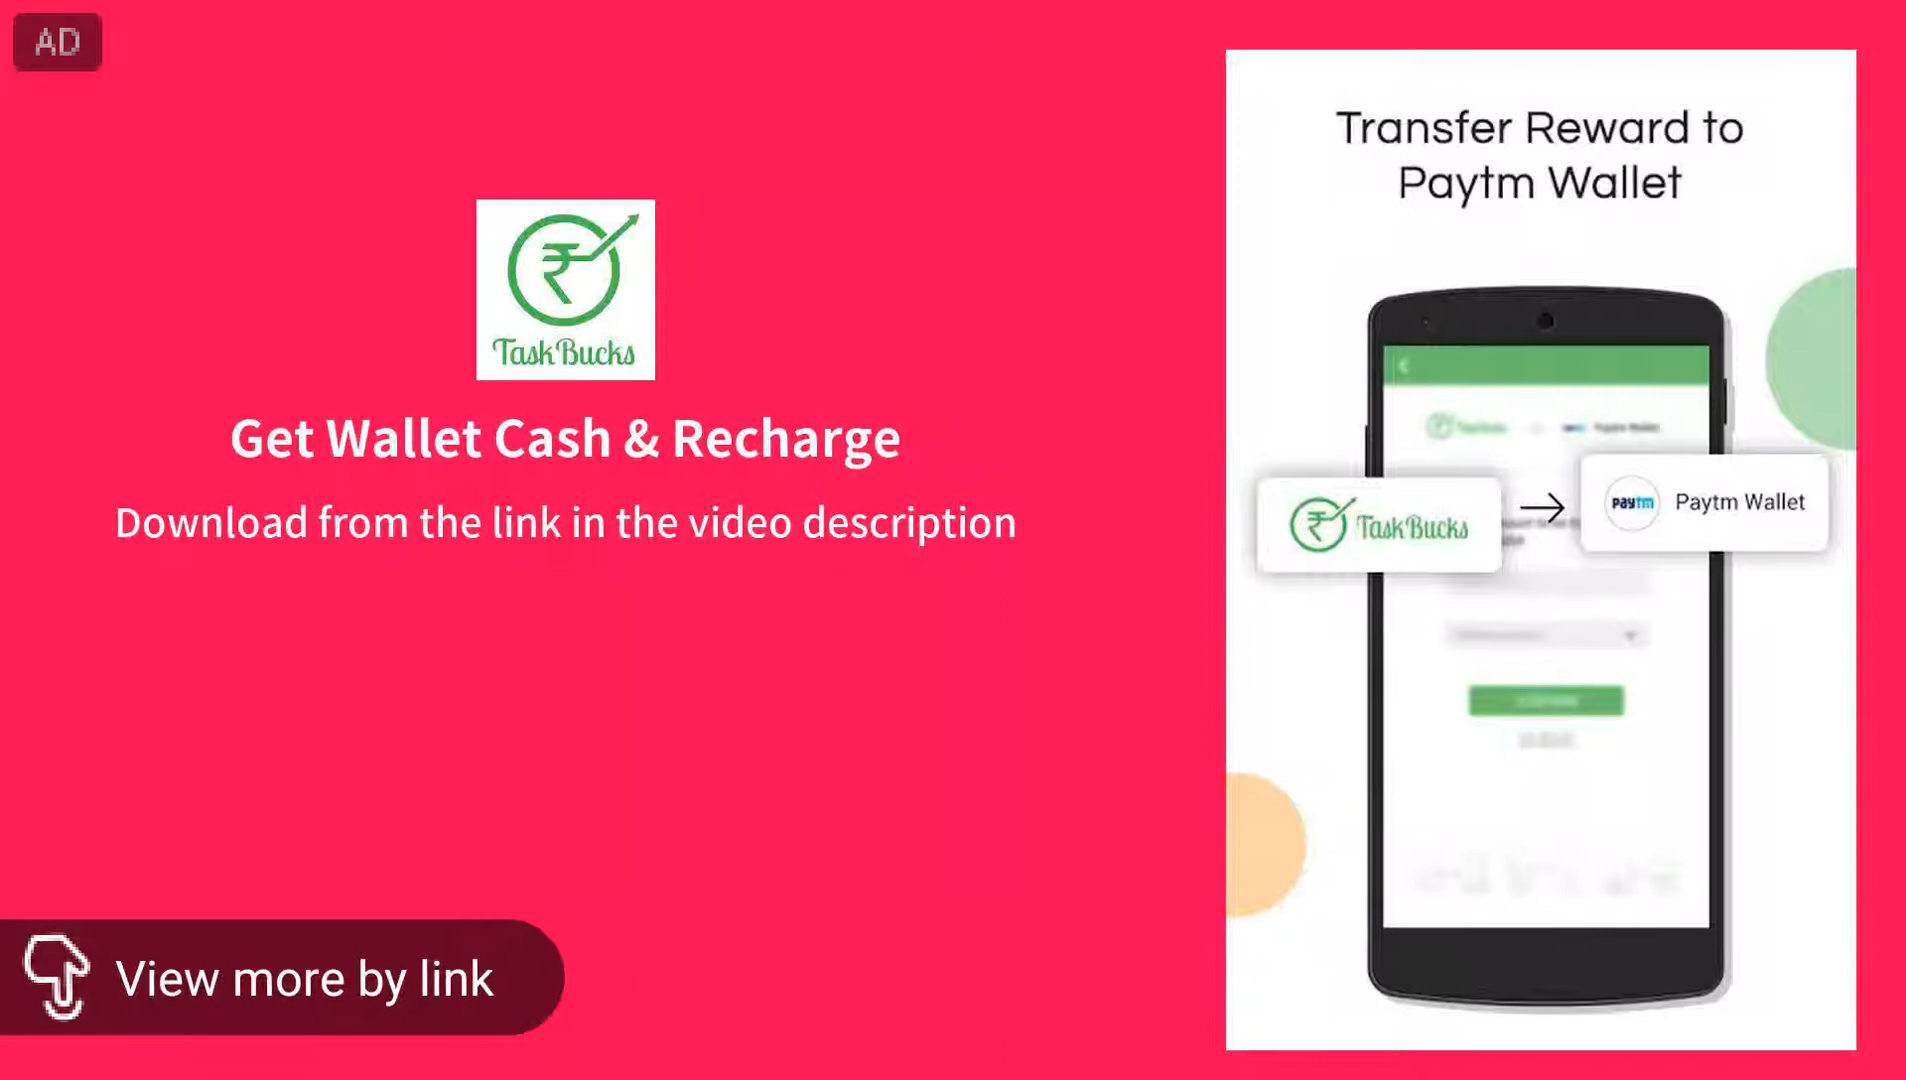 AD
TaskBucks
Get Wallet Cash & Recharge
Download from the link in the video description
View more by link
Transfer Reward to
Paytm Wallet
TaskBucks
Paytm
Paytm Wallet